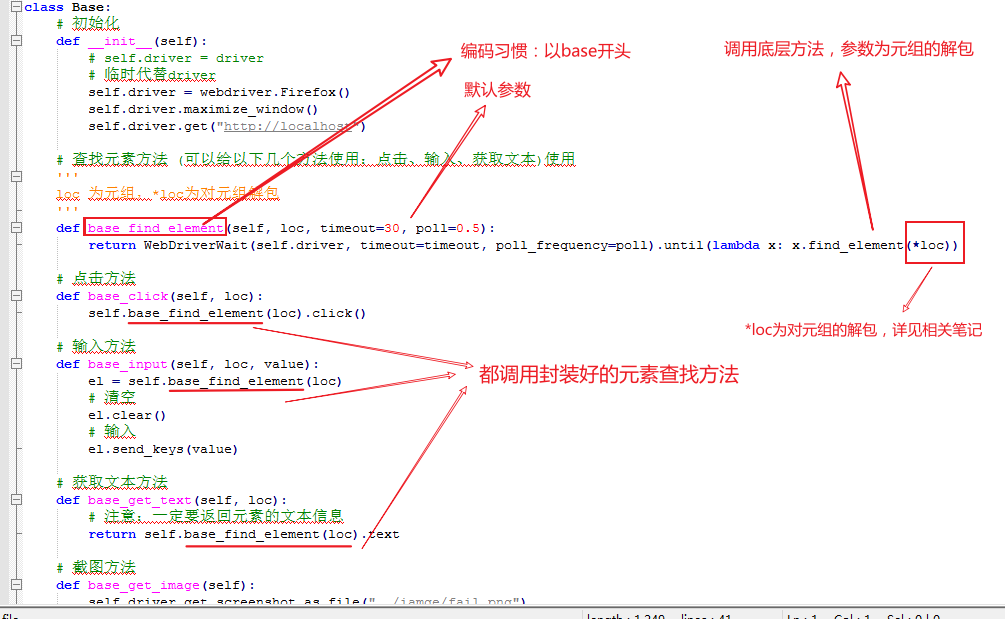 class Base:
# 初始化
def __init__(self):
# self.driver = driver
# 临时代替driver
self.driver = webdriver.Firefox()
self.driver.maximize_window()
self.driver.get("http://localhost")
编码习惯：以base开头
默认参数
调用底层方法，参数为元组的解包
# 查找元素方法 (可以给以下几个方法使用：点击、输入、获取文本)使用
'''
loc 为元组，*loc为对元组解包
'''
def base_find_element(self, loc, timeout=30, poll=0.5):
return WebDriverWait(self.driver, timeout=timeout, poll_frequency=poll).until(lambda x: x.find_element(*loc))
# 点击方法
def base_click(self, loc):
self.base_find_element(loc).click()
*loc为对元组的解包，详见相关笔记
# 输入方法
def base_input(self, loc, value):
el = self.base_find_element(loc)
都调用封装好的元素查找方法
# 清空
el.clear()
# 输入
el.send_keys(value)
# 获取文本方法
def base_get_text(self, loc):
# 注意：一定要返回元素的文本信息
return self.base_find_element(loc).text
# 截图方法
def base_get_image(self):
self.driver.get_screenshot_as_file("../iamge/fail.png")
file
length : 1,249 lines : 41
Ln : 1 Col : 1 Sel : 0 | 0